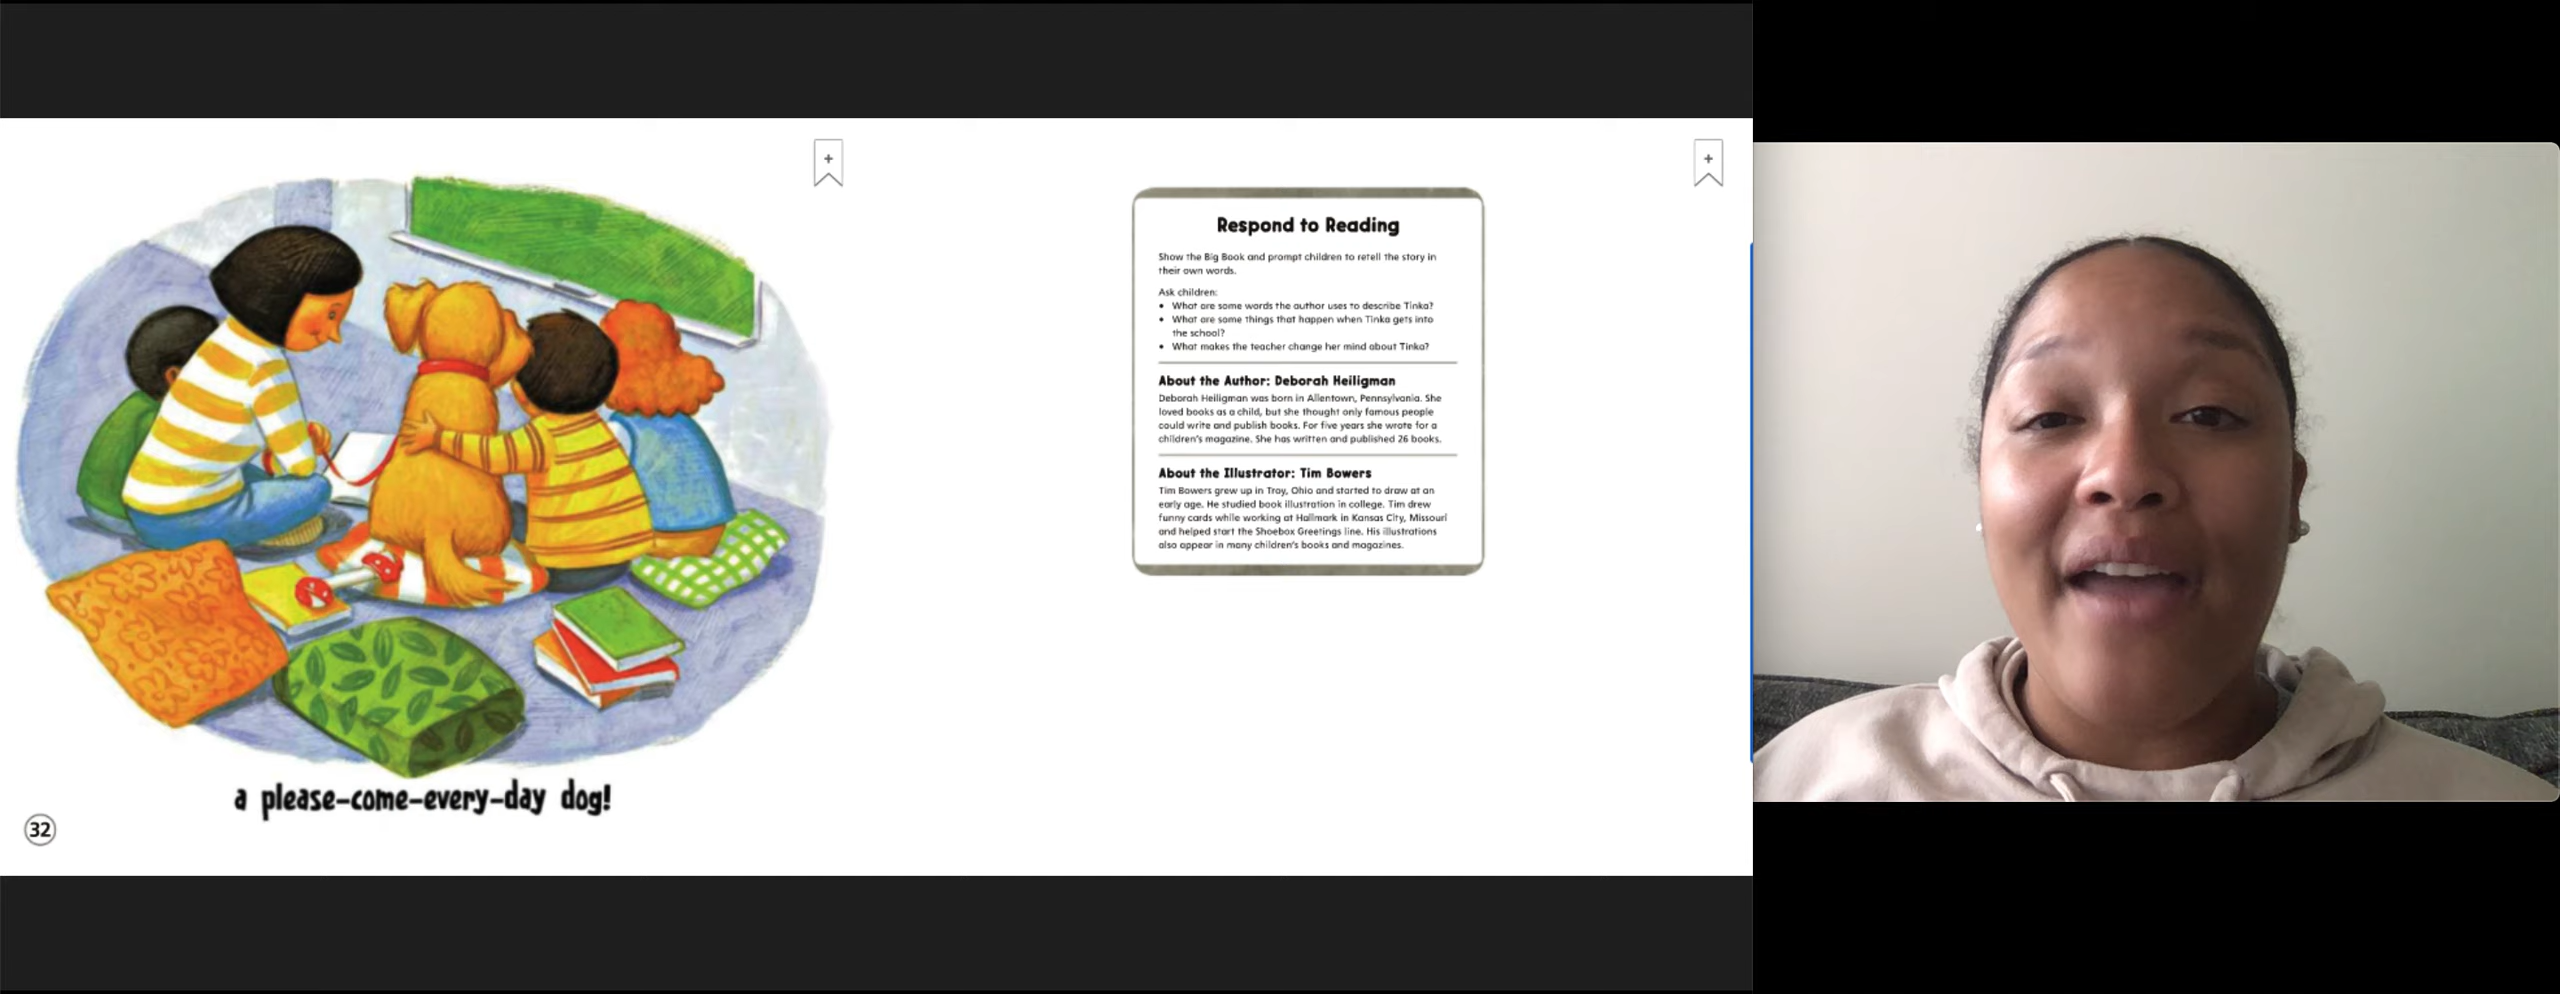 a please-come-every-day dog!
32
+
+
Respond to Reading
Show the Big Book and prompt children to retell the story in
their own words.
Ask children:
• What are some words the author uses to describe Tinka?
• What are some things that happen when Tinka gets into
the school?
• What makes the teacher change her mind about Tinka?
About the Author: Deborah Heiligman
Deborah Heiligman was born in Allentown, Pennsylvania. She
loved books as a child, but she thought only famous people
could write and publish books. For five years she wrote for a
children's magazine. She has written and published 26 books.
About the Illustrator: Tim Bowers
Tim Bowers grew up in Troy, Ohio and started to draw at an
early age. He studied book illustration in college. Tim drew
funny cards while working at Hallmark in Kansas City, Missouri
and helped start the Shoebox Greetings line. His illustrations
also appear in many children's books and magazines.